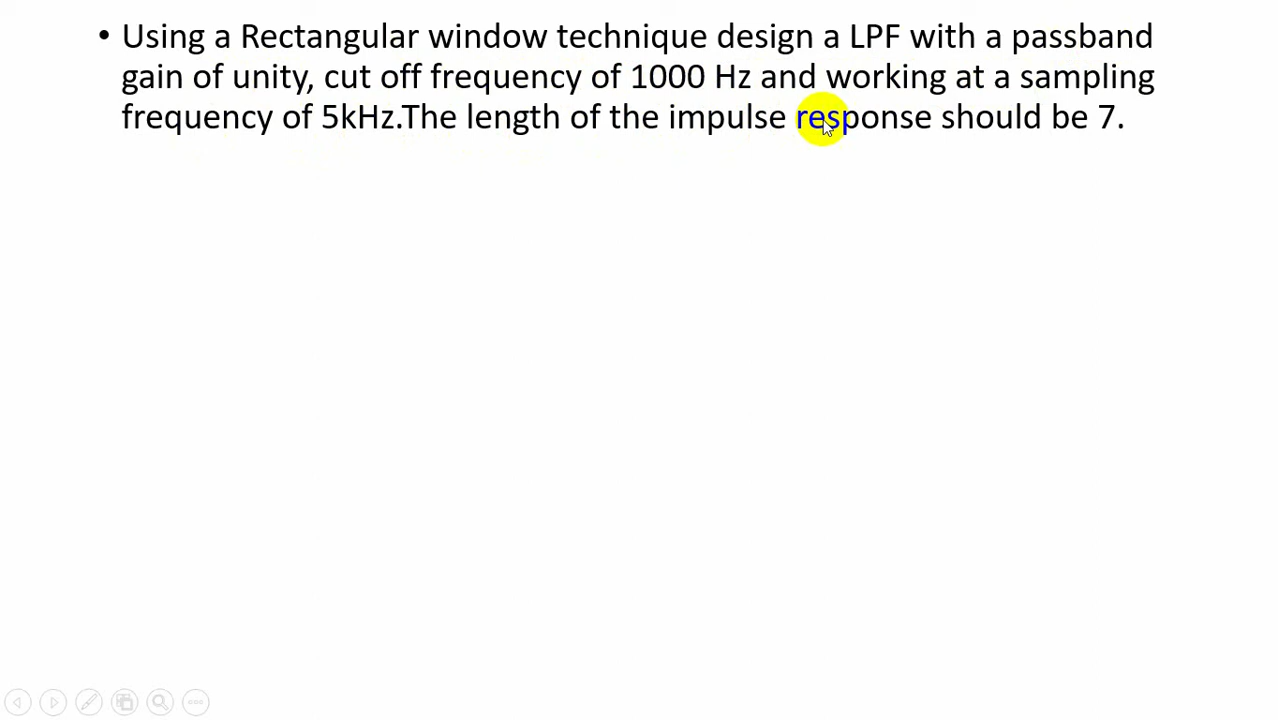 • Using a Rectangular window technique design a LPF with a passband
gain of unity, cut off frequency of 1000 Hz and working at a sampling
frequency of 5kHz.The length of the impulse response should be 7.